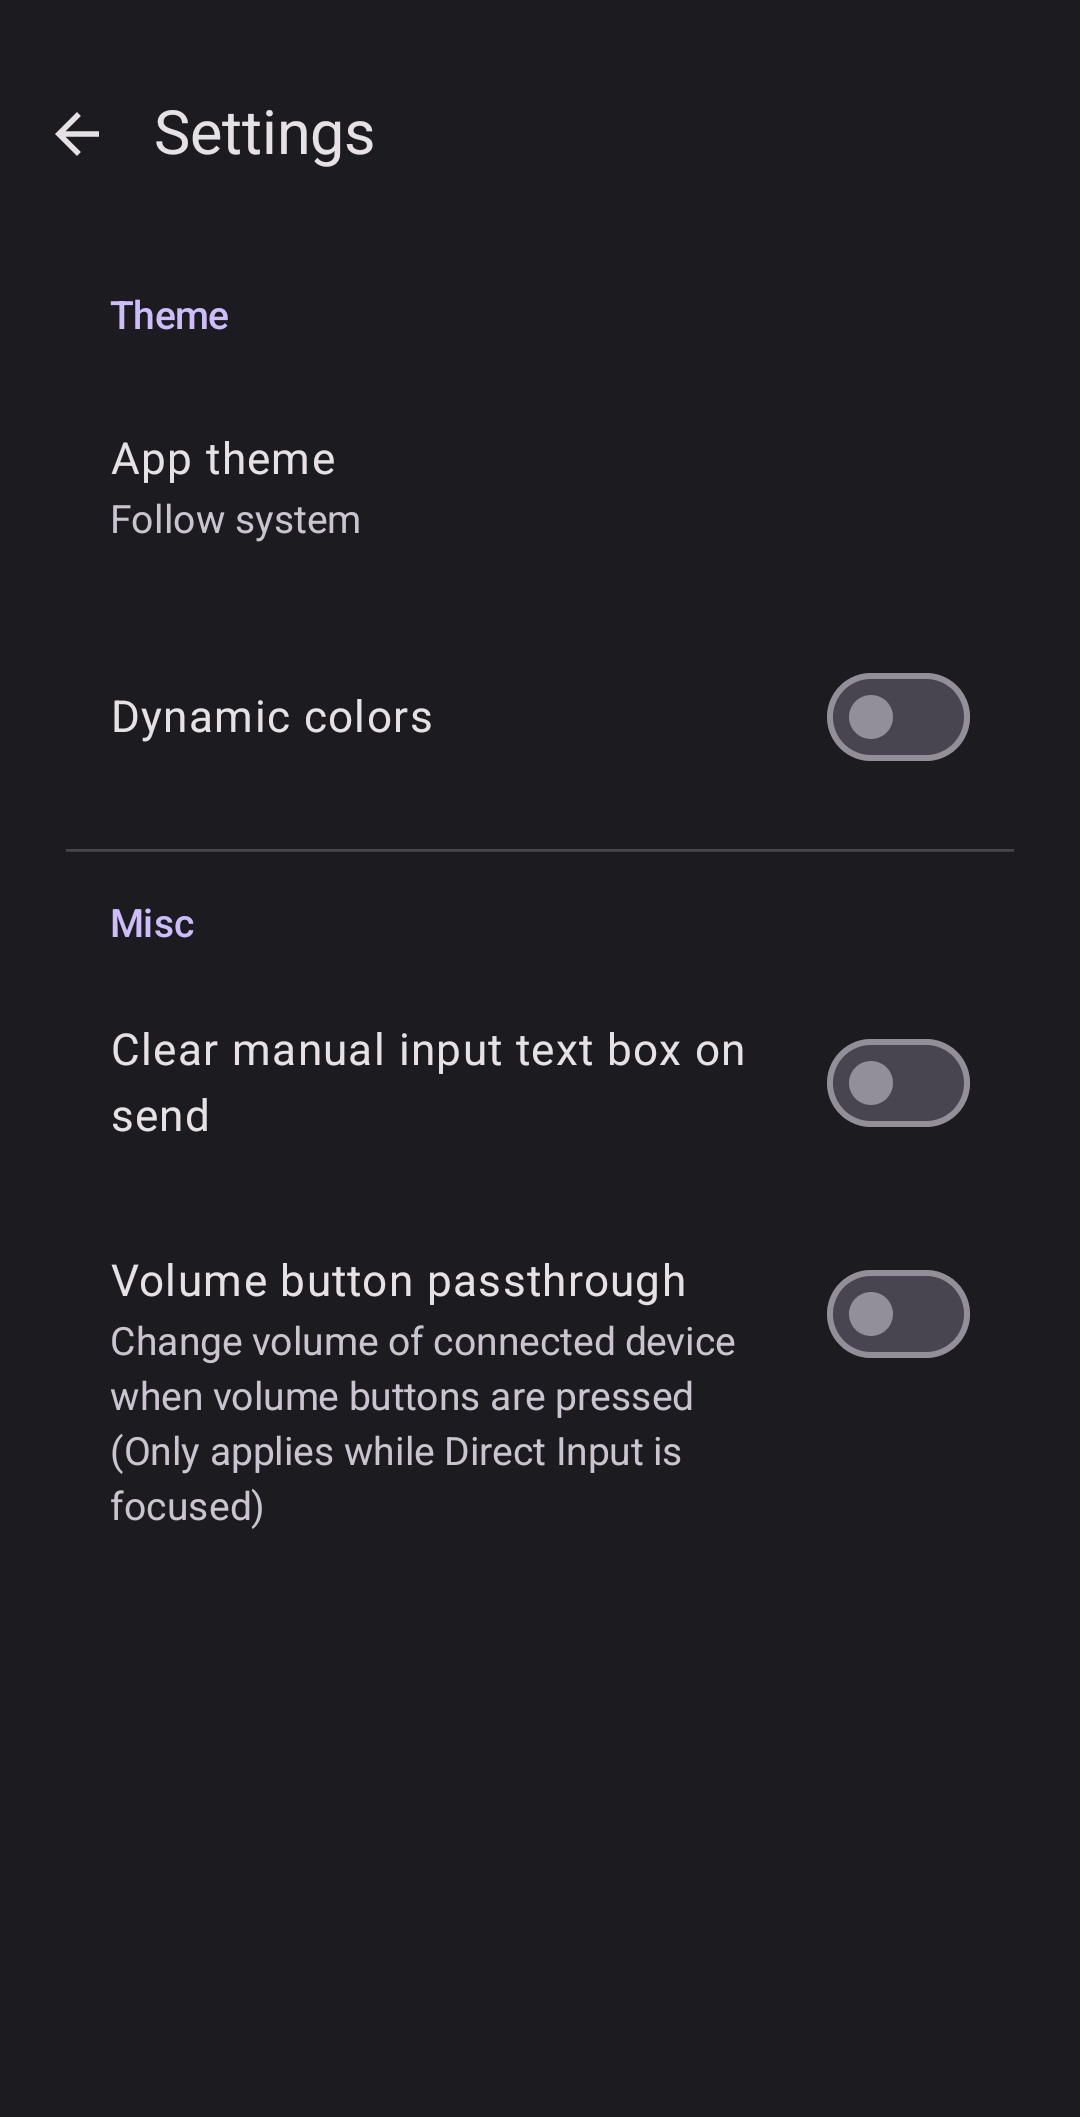 Settings
Theme
App theme
Follow system
Dynamic colors
Misc
Clear manual input text box on
send
Volume button passthrough
Change volume of connected device
when volume buttons are pressed
(Only applies while Direct Input is
focused)